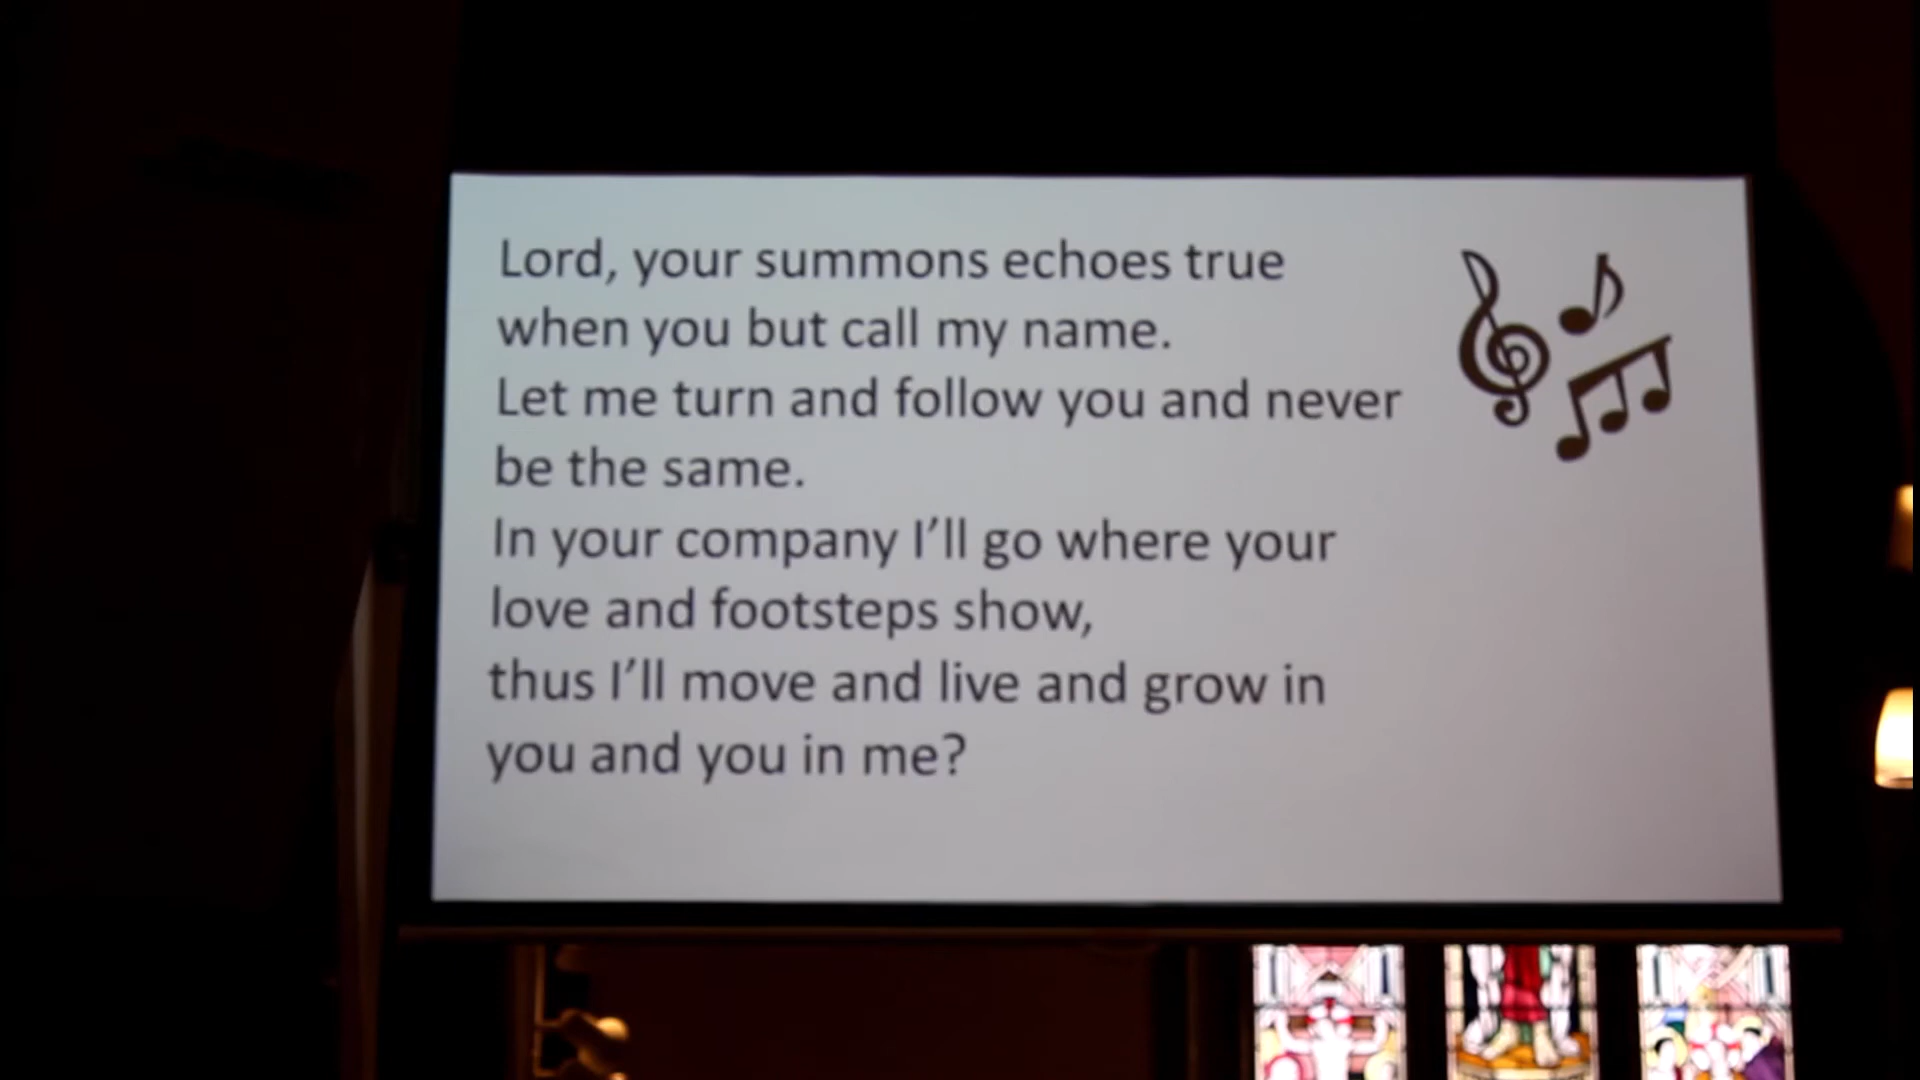 Lord, your summons echoes true
when you but call my name.
Let me turn and follow you and never
be the same.
In your company I’ll go where your
love and footsteps show,
thus I’ll move and live and grow in
you and you in me?